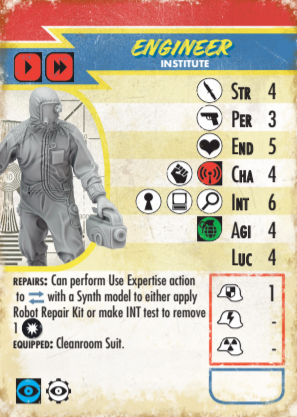 ENGINEER
INSTITUTE
STR 4
PER 3
END 5
CHA 4
INT 6
AGI 4
LUC 4
REPAIRS: Can perform Use Expertise action
to with a Synth model to either apply
Robot Repair Kit or make INT test to remove
1
EQUIPPED: Cleanroom Suit.
1
-
-